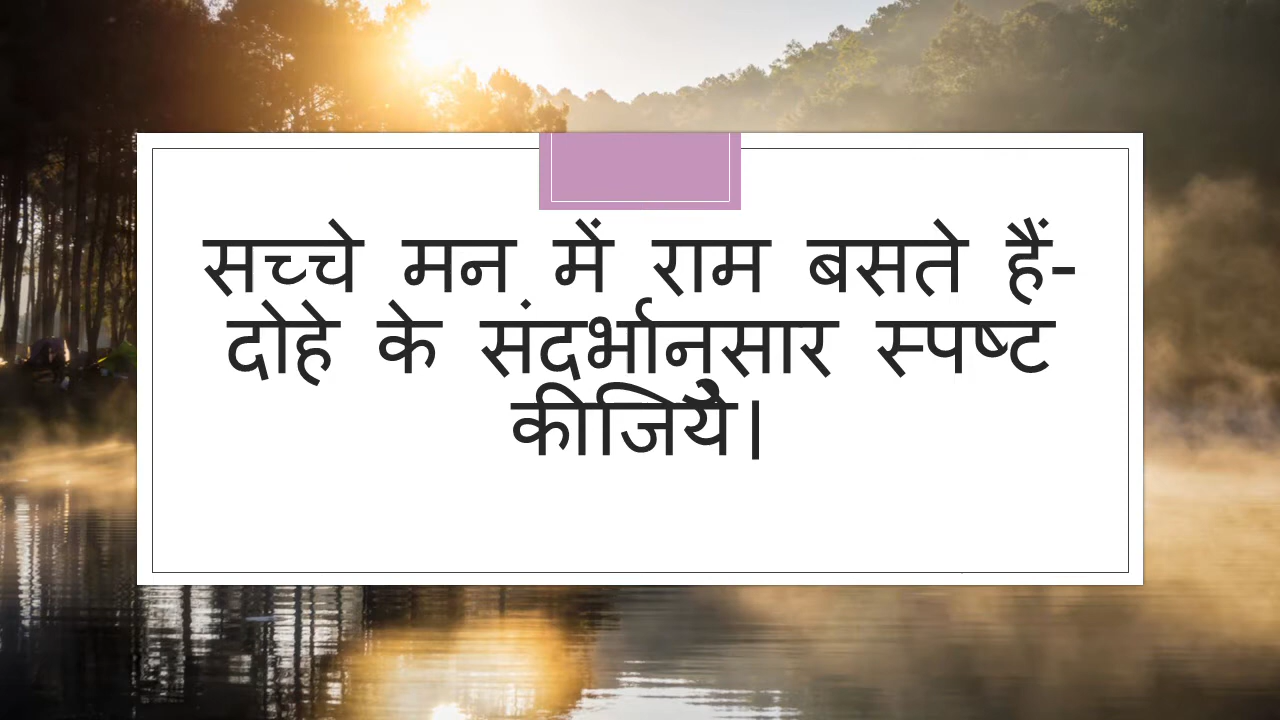 सच्चे मन में राम बसते हैं-
दोहे के संदर्भानुसार स्पष्ट
कीजिये।